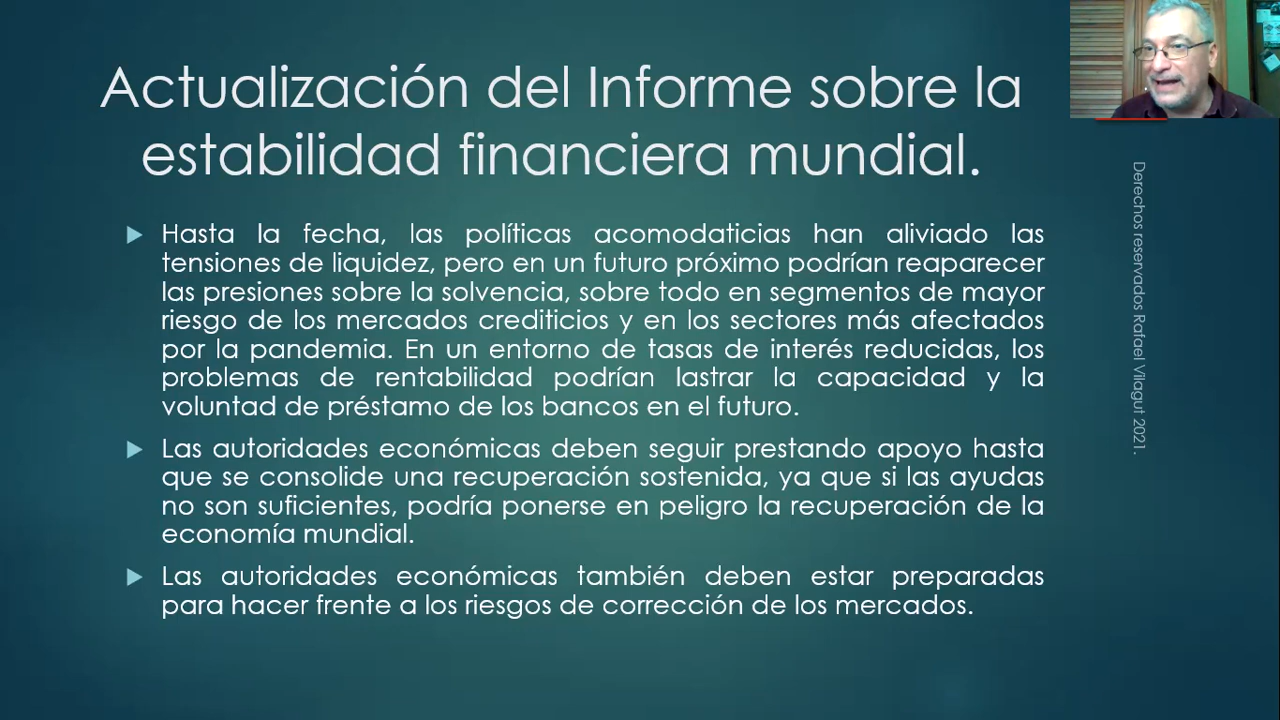 Actualización del Informe sobre la
estabilidad financiera mundial.
Hasta la fecha, las políticas acomodaticias han aliviado las
tensiones de liquidez, pero en un futuro próximo podrían reaparecer
las presiones sobre la solvencia, sobre todo en segmentos de mayor
riesgo de los mercados crediticios y en los sectores más afectados
por la pandemia. En un entorno de tasas de interés reducidas, los
problemas de rentabilidad podrían lastrar la capacidad y la
voluntad de préstamo de los bancos en el futuro.
Las autoridades económicas deben seguir prestando apoyo hasta
que se consolide una recuperación sostenida, ya que si las ayudas
no son suficientes, podría ponerse en peligro la recuperación de la
economía mundial.
Las autoridades económicas también deben estar preparadas
para hacer frente a los riesgos de corrección de los mercados.
Derechos reservados Rafael Vilagut 2021.